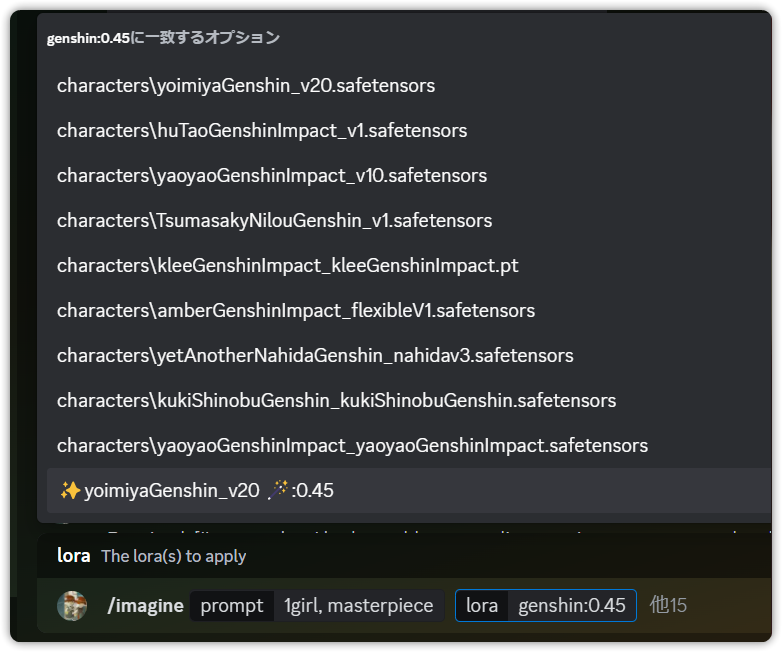 genshin:0.45に一致するオプション
characters\yoimiyaGenshin_v20.safetensors
characters\huTaoGenshinImpact_v1.safetensors
characters\yaoyaoGenshinImpact_v10.safetensors
characters\TsumasakyNilouGenshin_v1.safetensors
characters\kleeGenshinImpact_kleeGenshinImpact.pt
characters\amberGenshinImpact_flexibleV1.safetensors
characters\yetAnotherNahidaGenshin_nahidav3.safetensors
characters\kukiShinobuGenshin_kukiShinobuGenshin.safetensors
characters\yaoyaoGenshinImpact_yaoyaoGenshinImpact.safetensors
✨yoimiyaGenshin_v20 🪄:0.45
lora The lora(s) to apply
/imagine prompt 1girl, masterpiece lora genshin:0.45 他15